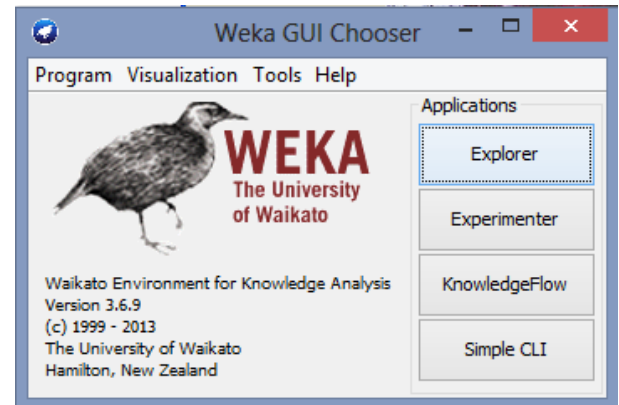 Weka GUI Chooser
Program Visualization Tools Help
Applications
WEKA
The University
of Waikato
Explorer
Experimenter
KnowledgeFlow
Simple CLI
Waikato Environment for Knowledge Analysis
Version 3.6.9
(c) 1999 - 2013
The University of Waikato
Hamilton, New Zealand